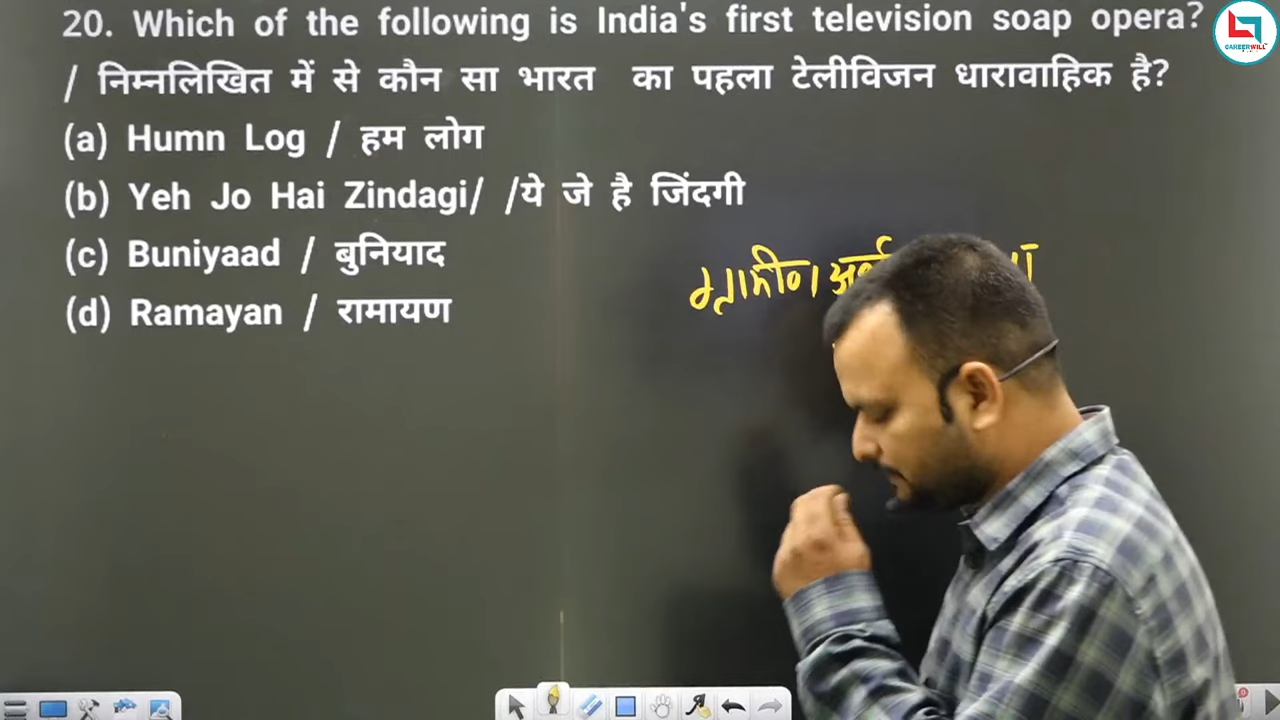 20. Which of the following is India's first television soap opera?
/ निम्नलिखित में से कौन सा भारत का पहला टेलीविजन धारावाहिक है?
(a) Humn Log / हम लोग
(b) Yeh Jo Hai Zindagi/ /ये जे है जिंदगी
(c) Buniyaad / बुनियाद
(d) Ramayan / रामायण
ग्रामीण
CAREERWILL